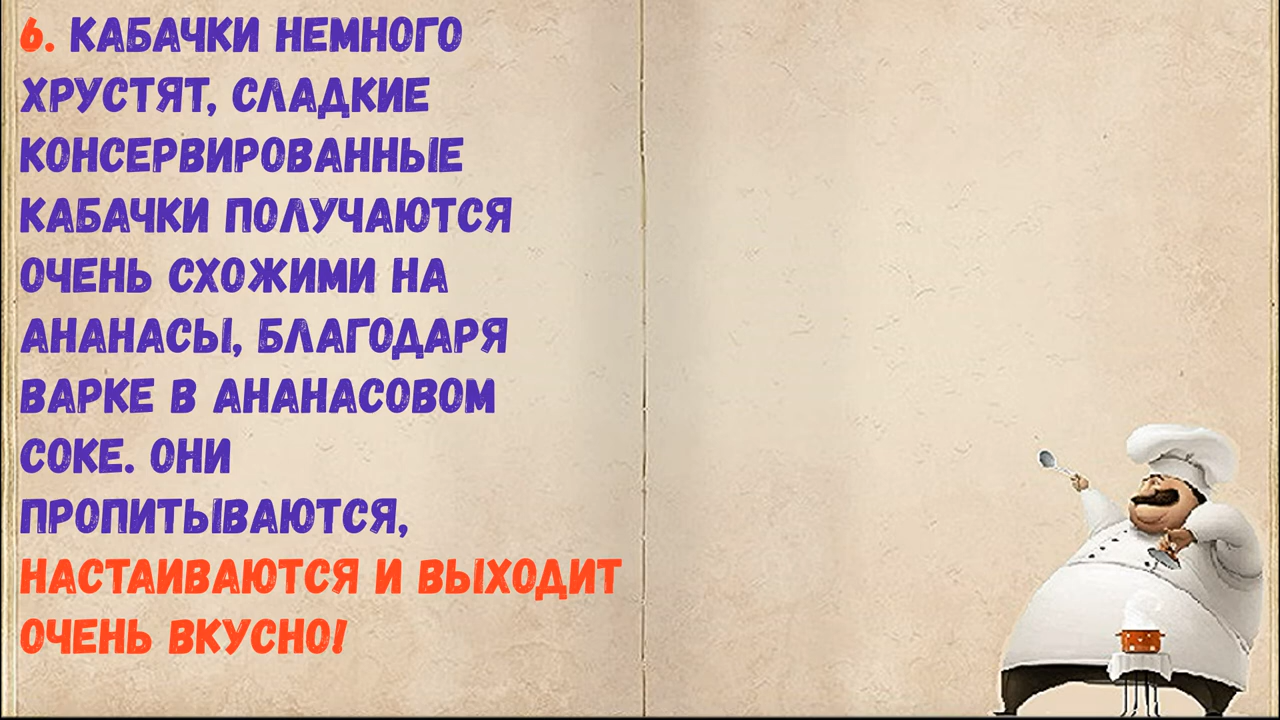 6. КАБАЧКИ НЕМНОГО
ХРУСТЯТ, СЛАДКИЕ
КОНСЕРВИРОВАННЫЕ
КАБАЧКИ ПОЛУЧАЮТСЯ
ОЧЕНЬ СХОЖИМИ НА
АНАНАСЫ, БЛАГОДАРЯ
ВАРКЕ В АНАНАСОВОМ
СОКЕ. ОНИ
ПРОПИТЫВАЮТСЯ,
НАСТАИВАЮТСЯ И ВЫХОДИТ
ОЧЕНЬ ВКУСНО!